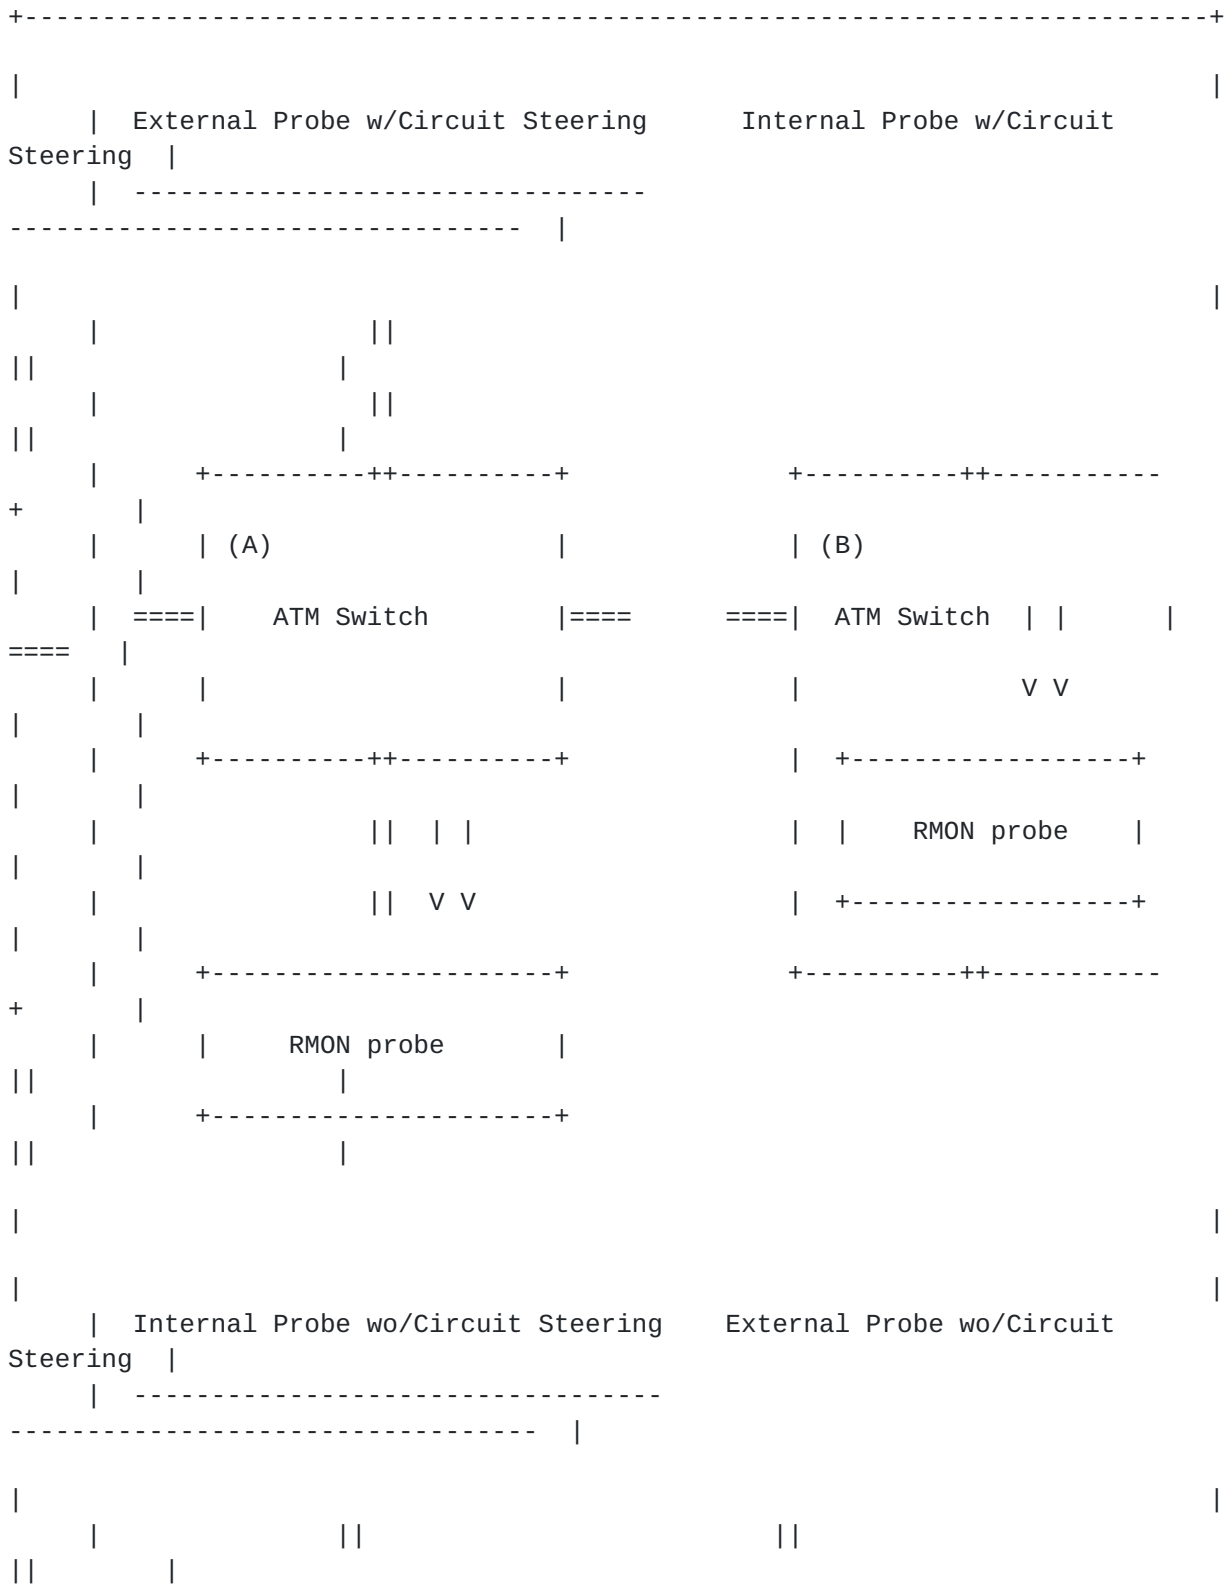 +----------------------------------------------------------------------------+
|                                                                             |
     |  External Probe w/Circuit Steering      Internal Probe w/Circuit
Steering  |
     |  ---------------------------------
---------------------------------  |
|                                                                             |
     |                 ||
||                   |
     |                 ||
||                   |
     |      +----------++----------+              +----------++-----------
+       |
     |      | (A)                  |              | (B)
|       |
     |  ====|    ATM Switch        |====      ====|  ATM Switch  | |      |
====   |
     |      |                      |              |              V V
|       |
     |      +----------++----------+              |  +------------------+
|       |
     |                 ||  | |                    |  |    RMON probe    |
|       |
     |                 ||  V V                    |  +------------------+
|       |
     |      +----------------------+              +----------++-----------
+       |
     |      |     RMON probe       |
||                   |
     |      +----------------------+
||                   |
|                                                                             |
|                                                                             |
     |  Internal Probe wo/Circuit Steering    External Probe wo/Circuit
Steering  |
     |  ----------------------------------
----------------------------------  |
|                                                                             |
     |               ||                          ||
||        |